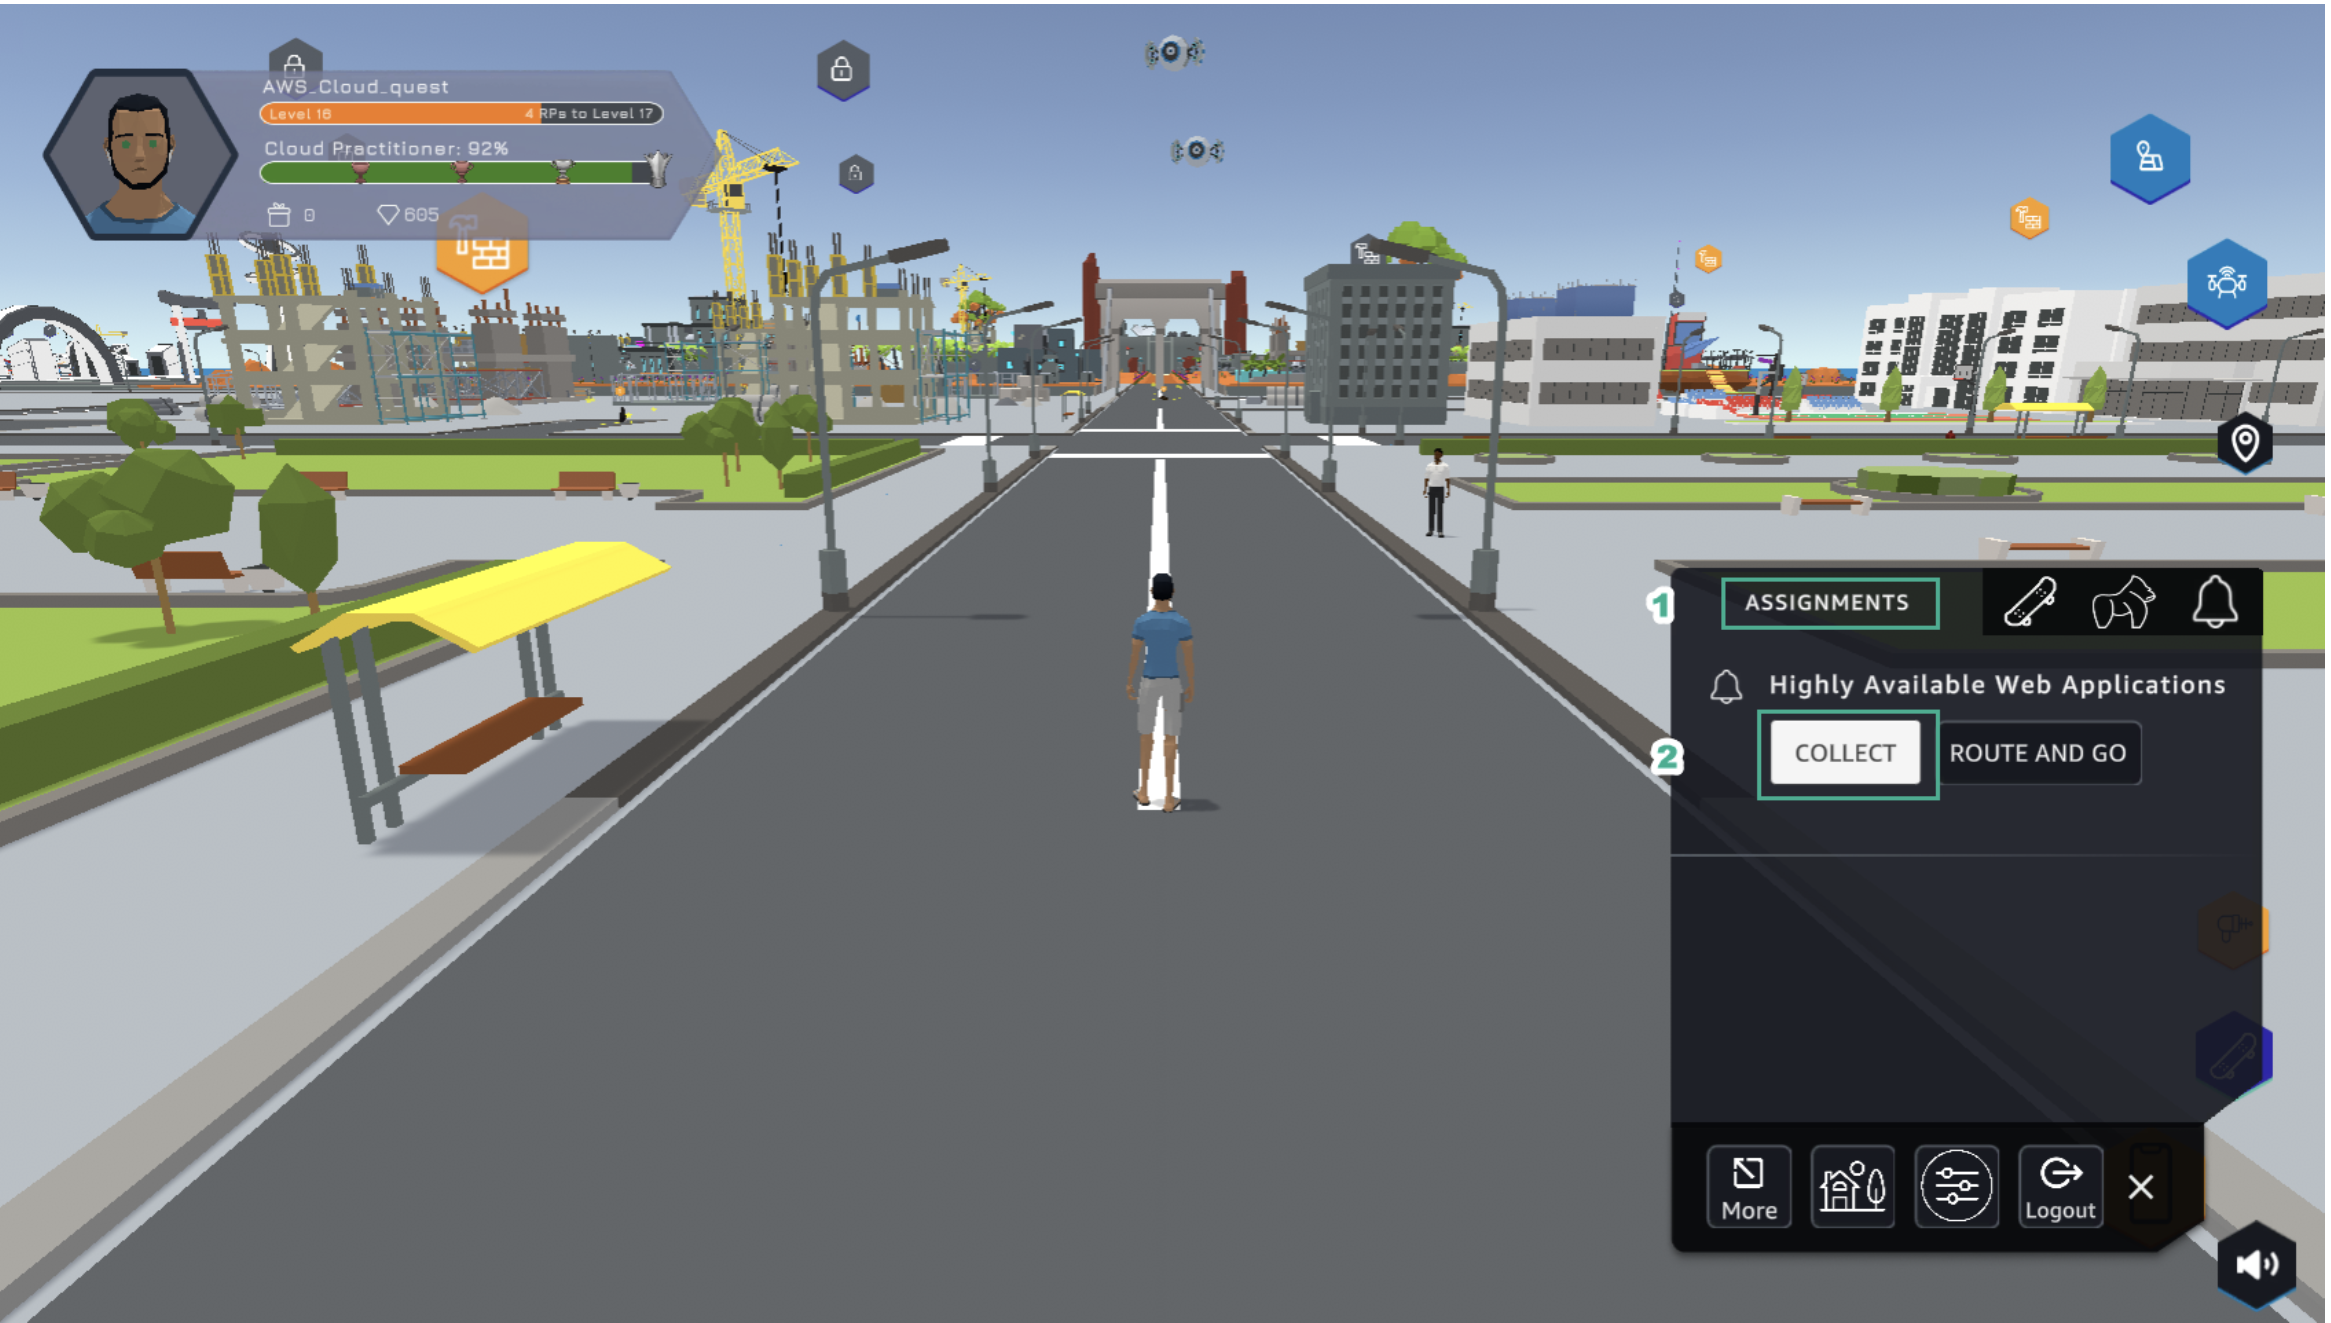 AWS_Cloud_quest
Level 16 4 RPs to Level 17
Cloud Practitioner: 92%
0 605
1 ASSIGNMENTS
Highly Available Web Applications
2 COLLECT ROUTE AND GO
More Logout